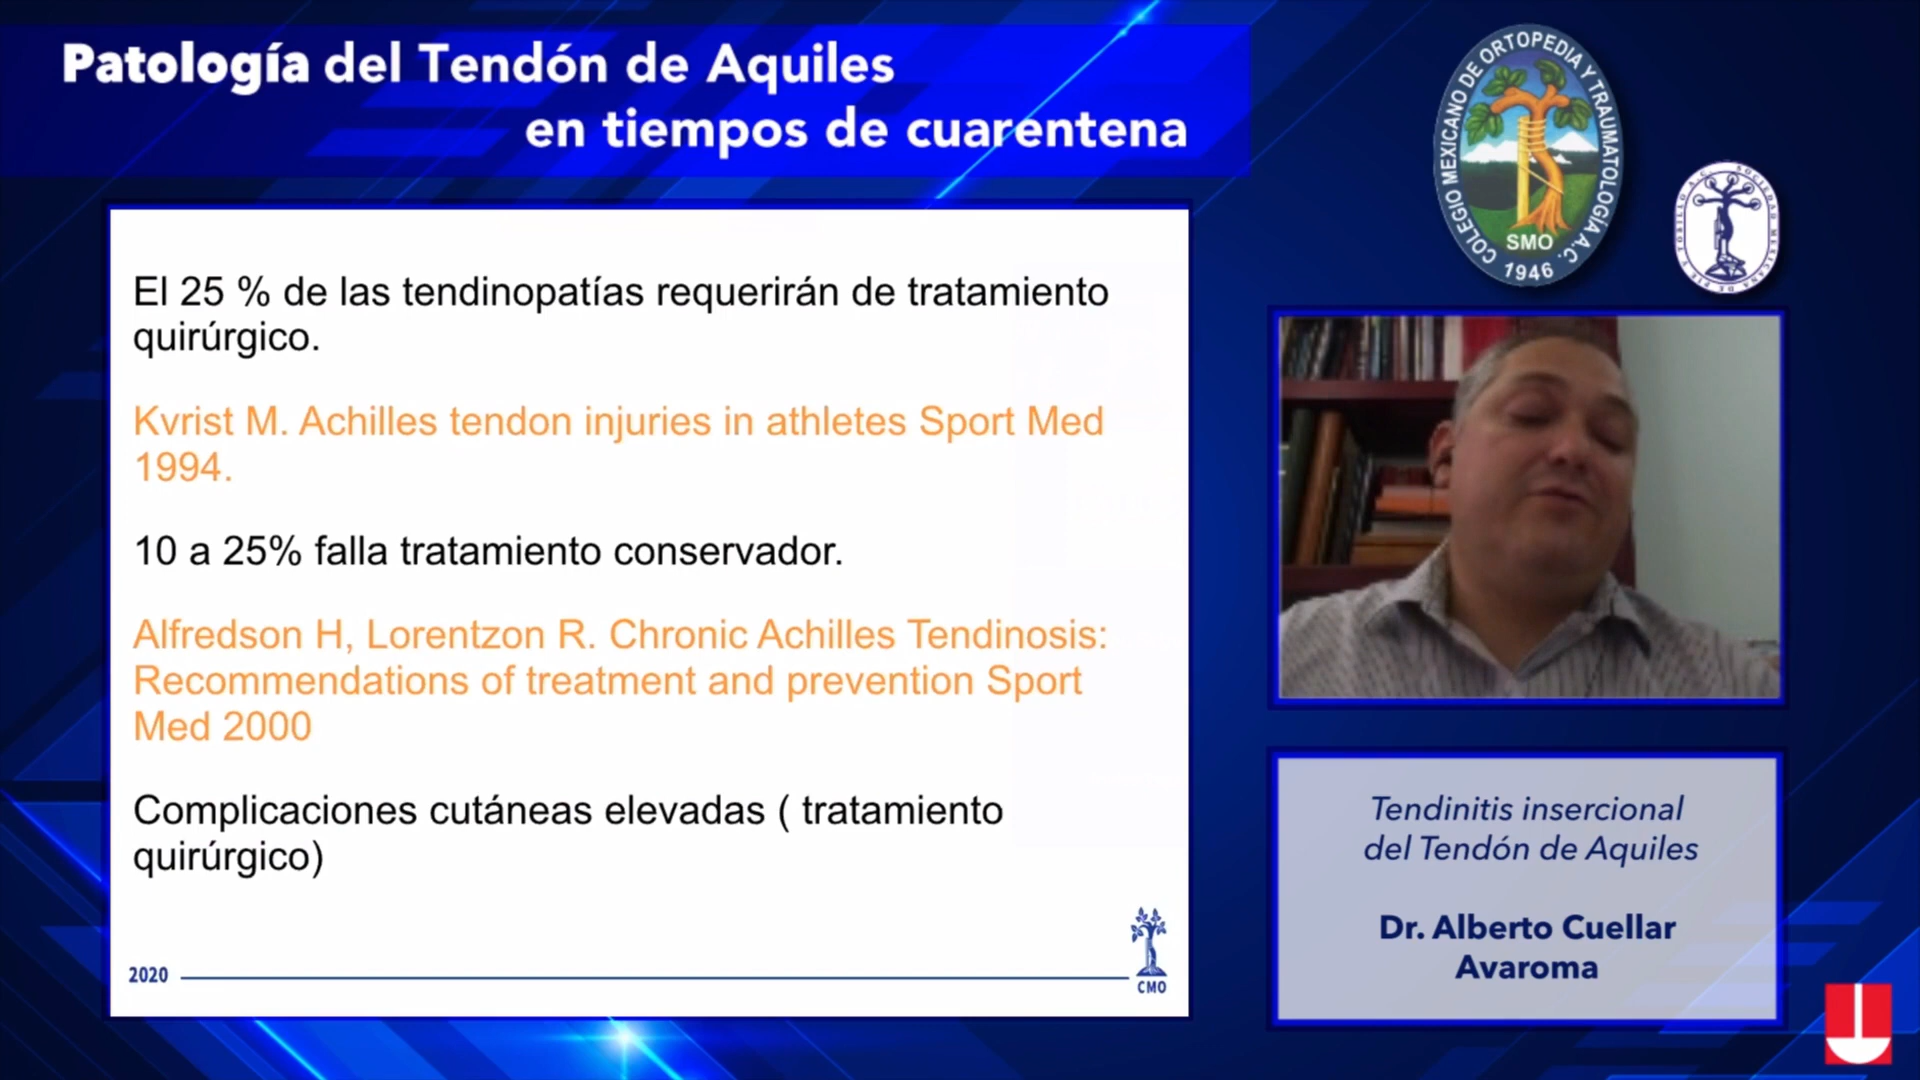 Patología del Tendón de Aquiles
en tiempos de cuarentena
COLEGIO MEXICANO DE ORTOPEDIA Y TRAUMATOLOGÍA A.C.
SMO
1946
El 25 % de las tendinopatías requerirán de tratamiento
quirúrgico.
Kvrist M. Achilles tendon injuries in athletes Sport Med
1994.
10 a 25% falla tratamiento conservador.
Alfredson H, Lorentzon R. Chronic Achilles Tendinosis:
Recommendations of treatment and prevention Sport
Med 2000
Complicaciones cutáneas elevadas ( tratamiento
quirúrgico)
2020
CMO
Tendinitis insercional
del Tendón de Aquiles
Dr. Alberto Cuellar
Avaroma